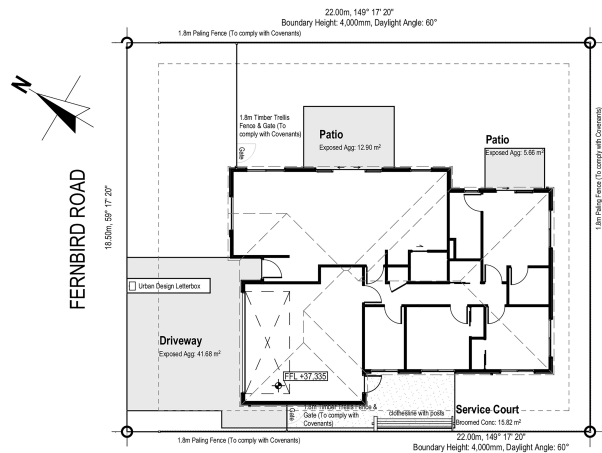 22.00m, 149° 17' 20"
Boundary Height: 4,000mm, Daylight Angle: 60°
1.8m Paling Fence (To comply with Covenants)
N
1.8m Timber Trellis
Fence & Gate (To
comply with Covenants)
Gate
Patio
Exposed Agg: 12.90 m²
Patio
Exposed Agg: 5.66 m²
1.8m Paling Fence (To comply with Covenants)
FERNBIRD ROAD
18.50m, 59° 17' 20"
Urban Design Letterbox
Driveway
Exposed Agg: 41.68 m²
FFL +37,335
Gate
1.8m Timber Trellis Fence &
Gate (To comply with
Covenants)
clothesline with posts
Service Court
Broomed Conc: 15.82 m²
1.8m Paling Fence (To comply with Covenants)
22.00m, 149° 17' 20"
Boundary Height: 4,000mm, Daylight Angle: 60°